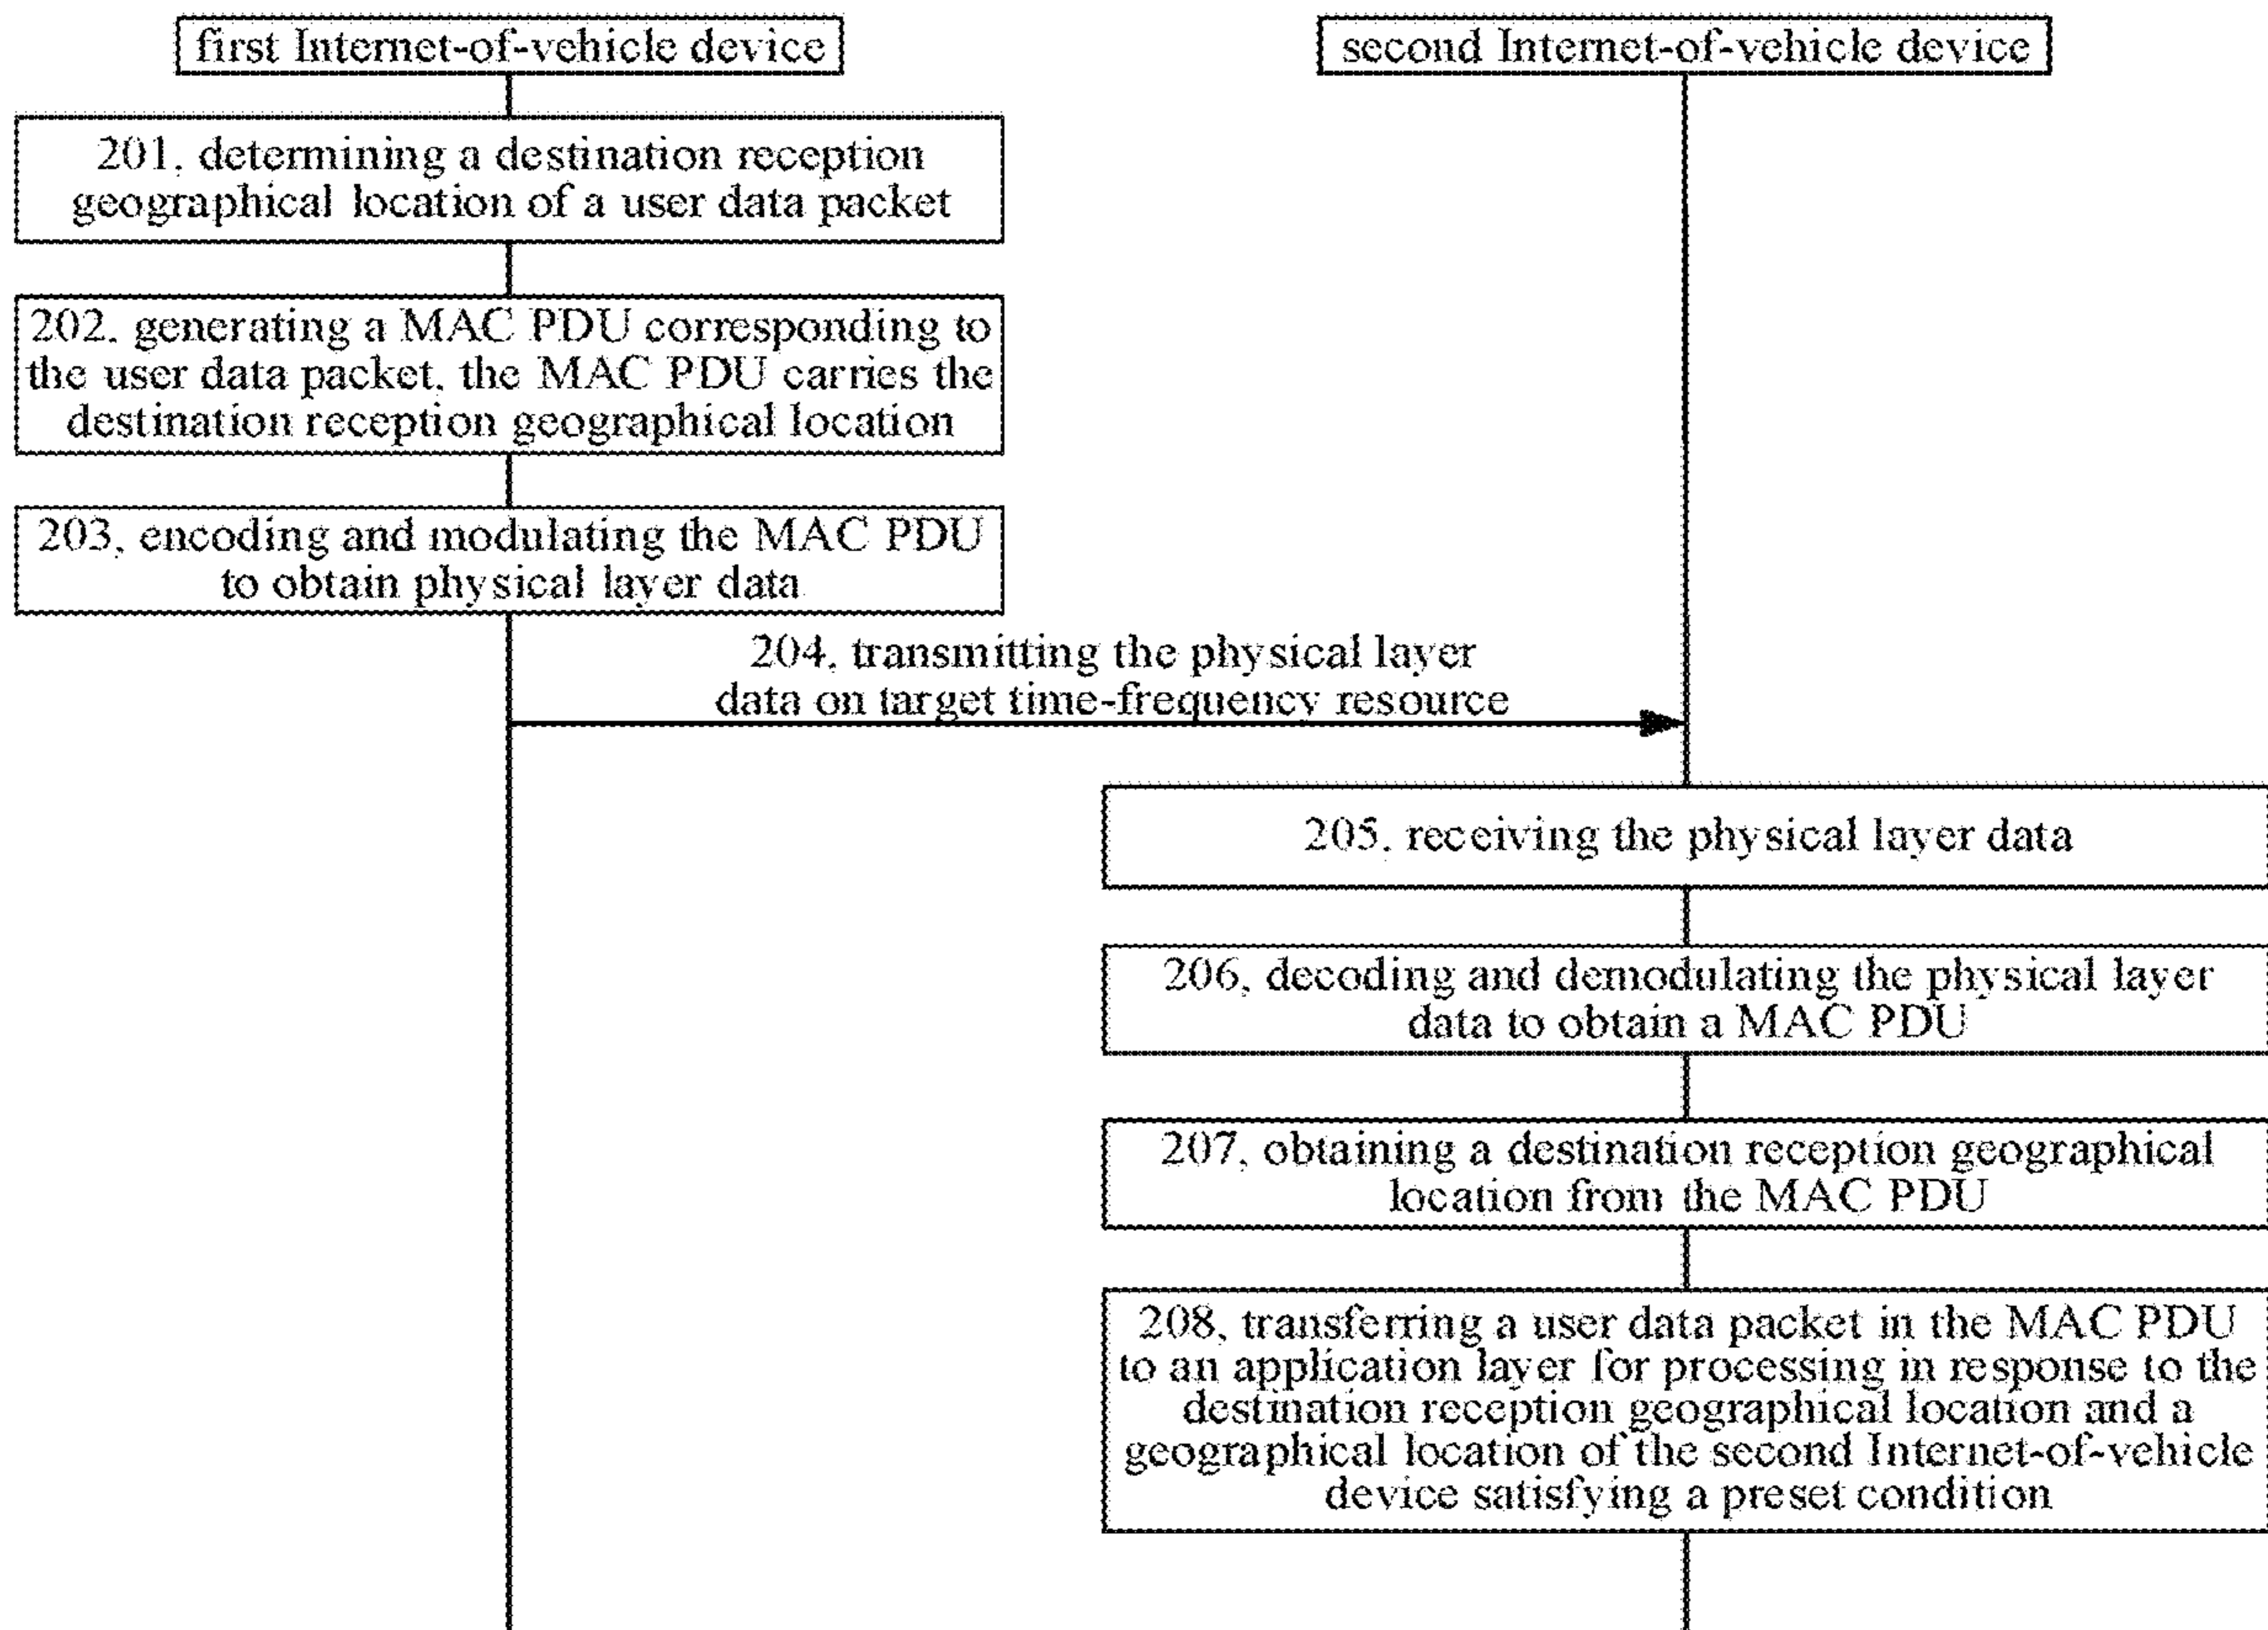 first Internet-of-vehicle device
second Internet-of-vehicle device
201, determining a destination reception
geographical location of a user data packet
202, generating a MAC PDU corresponding to
the user data packet, the MAC PDU carries the
destination reception geographical location
203, encoding and modulating the MAC PDU
to obtain physical layer data
204, transmitting the physical layer
data on target time-frequency resource
205, receiving the physical layer data
206, decoding and demodulating the physical layer
data to obtain a MAC PDU
207, obtaining a destination reception geographical
location from the MAC PDU
208, transferring a user data packet in the MAC PDU
to an application layer for processing in response to the
destination reception geographical location and a
geographical location of the second Internet-of-vehicle
device satisfying a preset condition